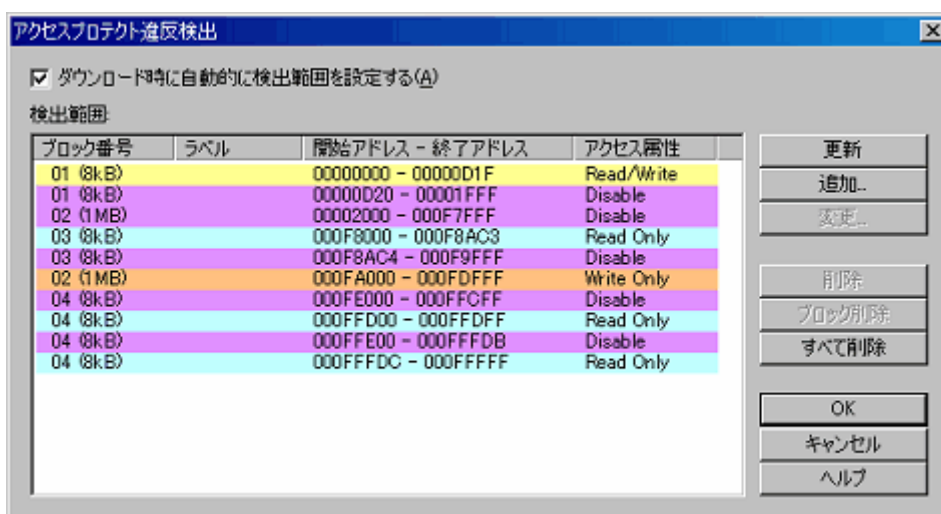 アクセスプロテクト違反検出
ダウンロード時に自動的に検出範囲を設定する(A)
検出範囲:
ブロック番号 ラベル 開始アドレス - 終了アドレス アクセス属性
01 (8kB) 00000000 - 00000D1F Read/Write
01 (8kB) 00000D20 - 00001FFF Disable
02 (1MB) 00002000 - 000F7FFF Disable
03 (8kB) 000F8000 - 000F8AC3 Read Only
03 (8kB) 000F8AC4 - 000F9FFF Disable
02 (1MB) 000FA000 - 000FDFFF Write Only
04 (8kB) 000FE000 - 000FFCFF Disable
04 (8kB) 000FFD00 - 000FFDFF Read Only
04 (8kB) 000FFE00 - 000FFFDB Disable
04 (8kB) 000FFFDC - 000FFFFF Read Only
更新
追加...
変更...
削除
ブロック削除
すべて削除
OK
キャンセル
ヘルプ